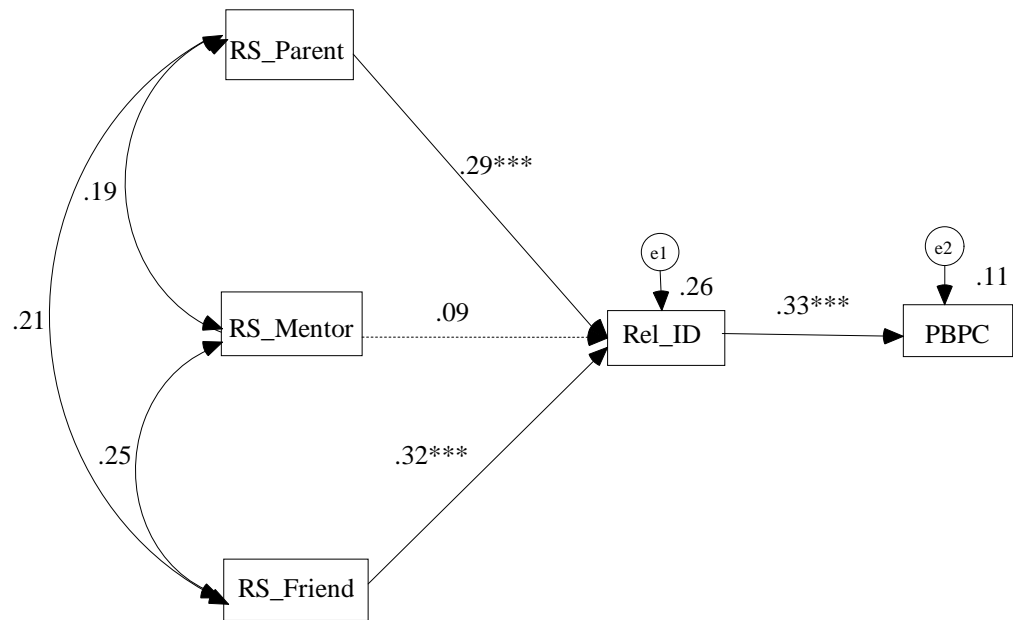 RS_Parent
.29***
.19
e1
e2
.26
.11
.21
RS_Mentor
.09
Rel_ID
.33***
PBPC
.25
.32***
RS_Friend